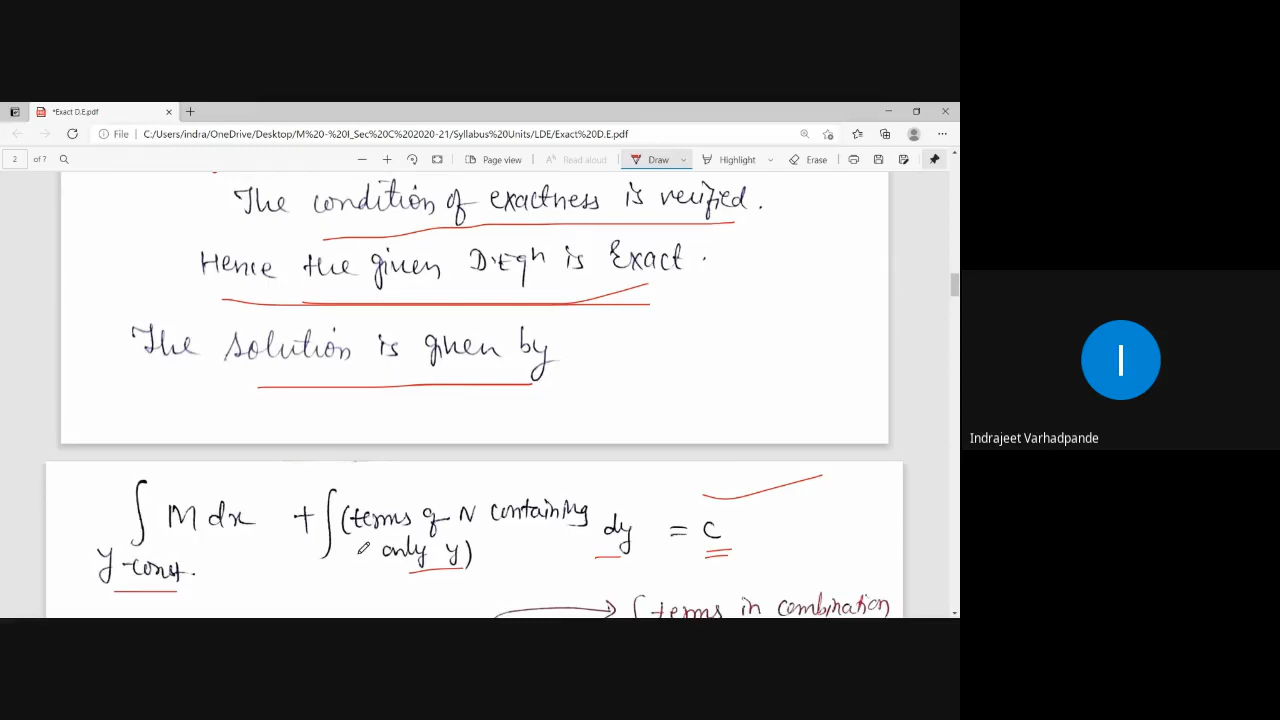 *Exact D.E.pdf
File
C:/Users/indra/OneDrive/Desktop/M%20-%20I_Sec%20C%202020-21/Syllabus%20Units/LDE/Exact%20D.E.pdf
2 of 7
Page view
Read aloud
Draw
Highlight
Erase
The condition of exactness is verified.
Hence the given D.Eqn is Exact.
The solution is given by
∫ M dx + ∫ (terms of N containing dy = c
y-const. only y)
∫ terms in combination
I
Indrajeet Varhadpande